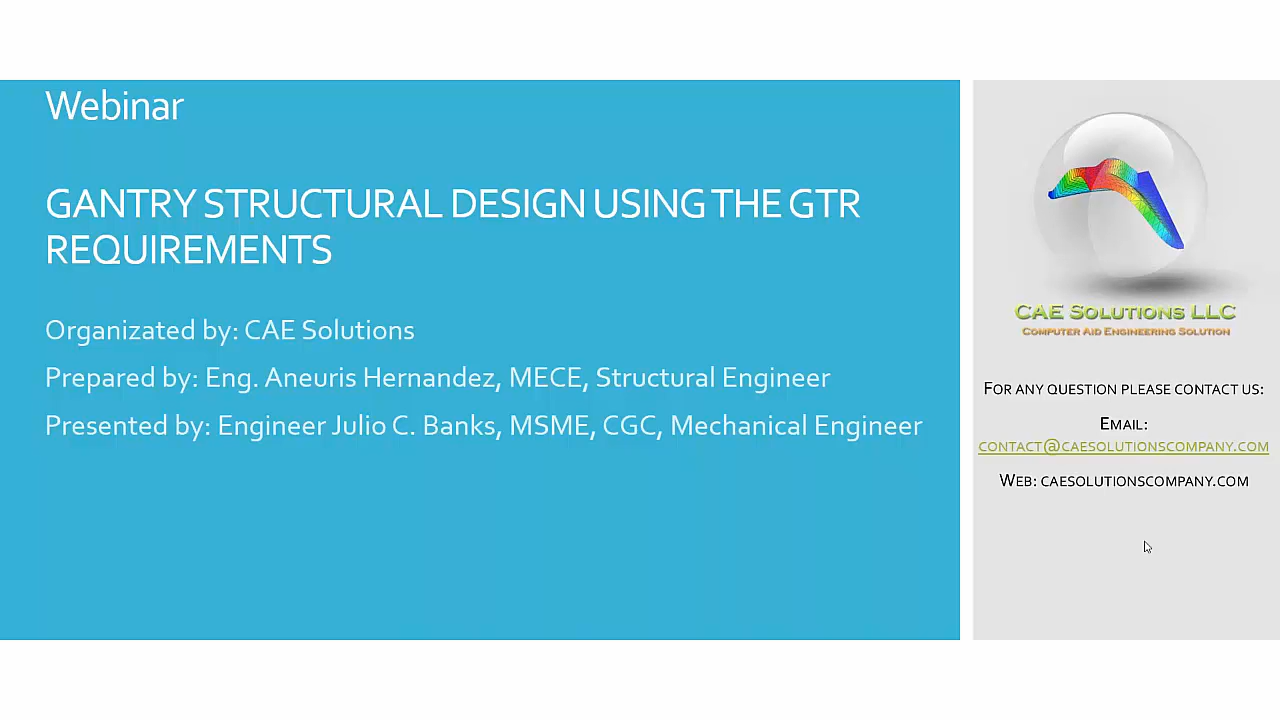 Webinar
GANTRY STRUCTURAL DESIGN USING THE GTR
REQUIREMENTS
Organizated by: CAE Solutions
Prepared by: Eng. Aneuris Hernandez, MECE, Structural Engineer
Presented by: Engineer Julio C. Banks, MSME, CGC, Mechanical Engineer
CAE SOLUTIONS LLC
COMPUTER AID ENGINEERING SOLUTION
FOR ANY QUESTION PLEASE CONTACT US:
EMAIL:
CONTACT@CAESOLUTIONSCOMPANY.COM
WEB: CAESOLUTIONSCOMPANY.COM